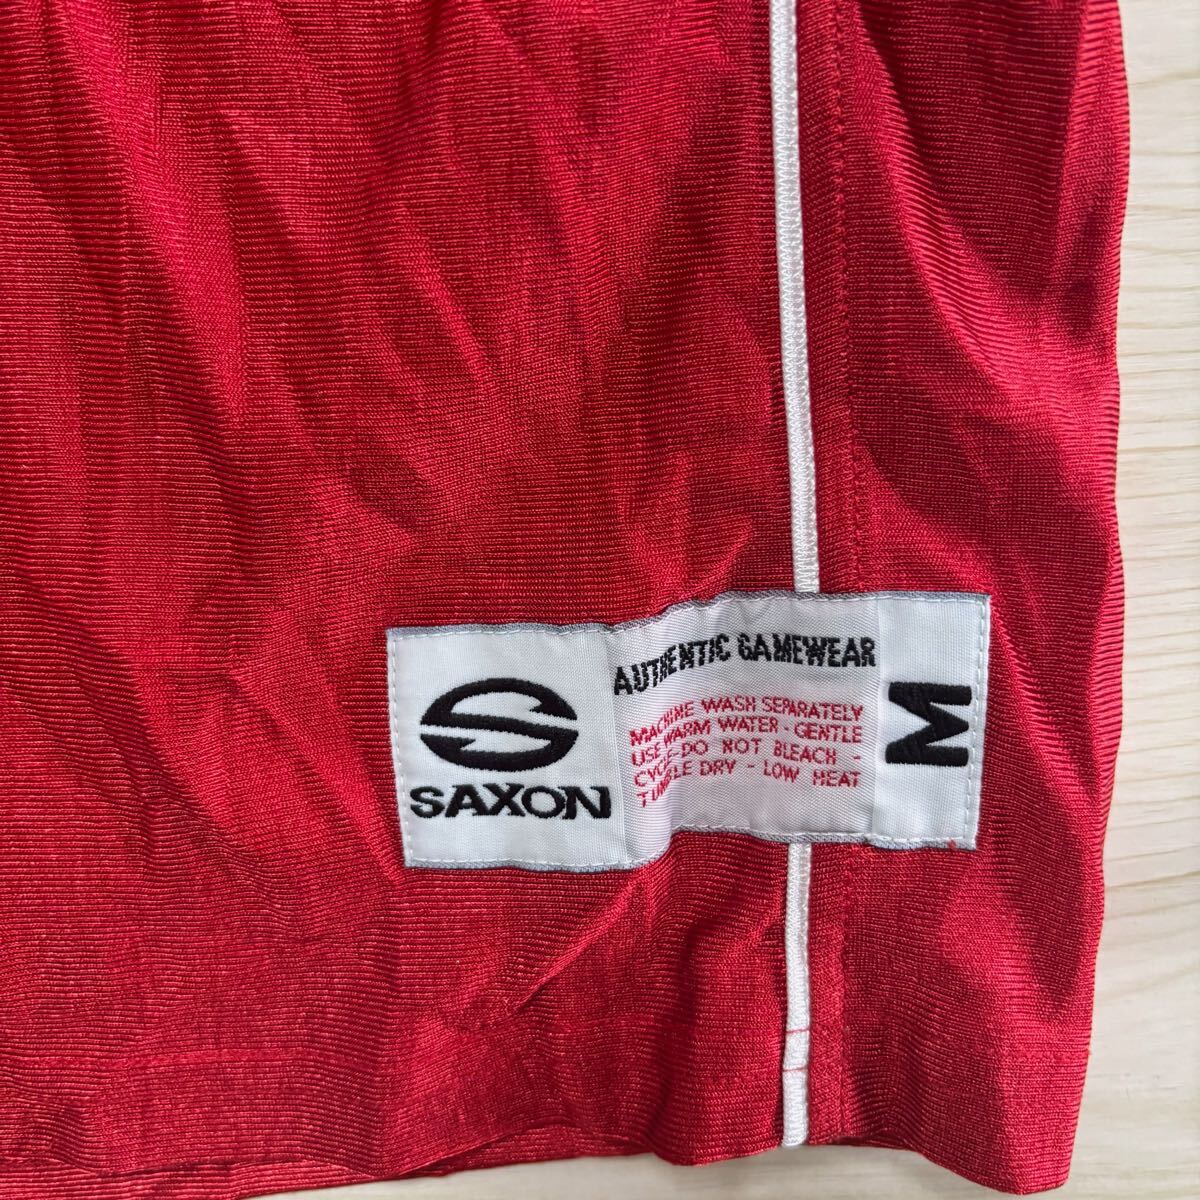 SAXON
AUTHENTIC GAMEWEAR
MACHINE WASH SEPARATELY
USE WARM WATER - GENTLE
CYCLE-DO NOT BLEACH -
TUMBLE DRY - LOW HEAT
M